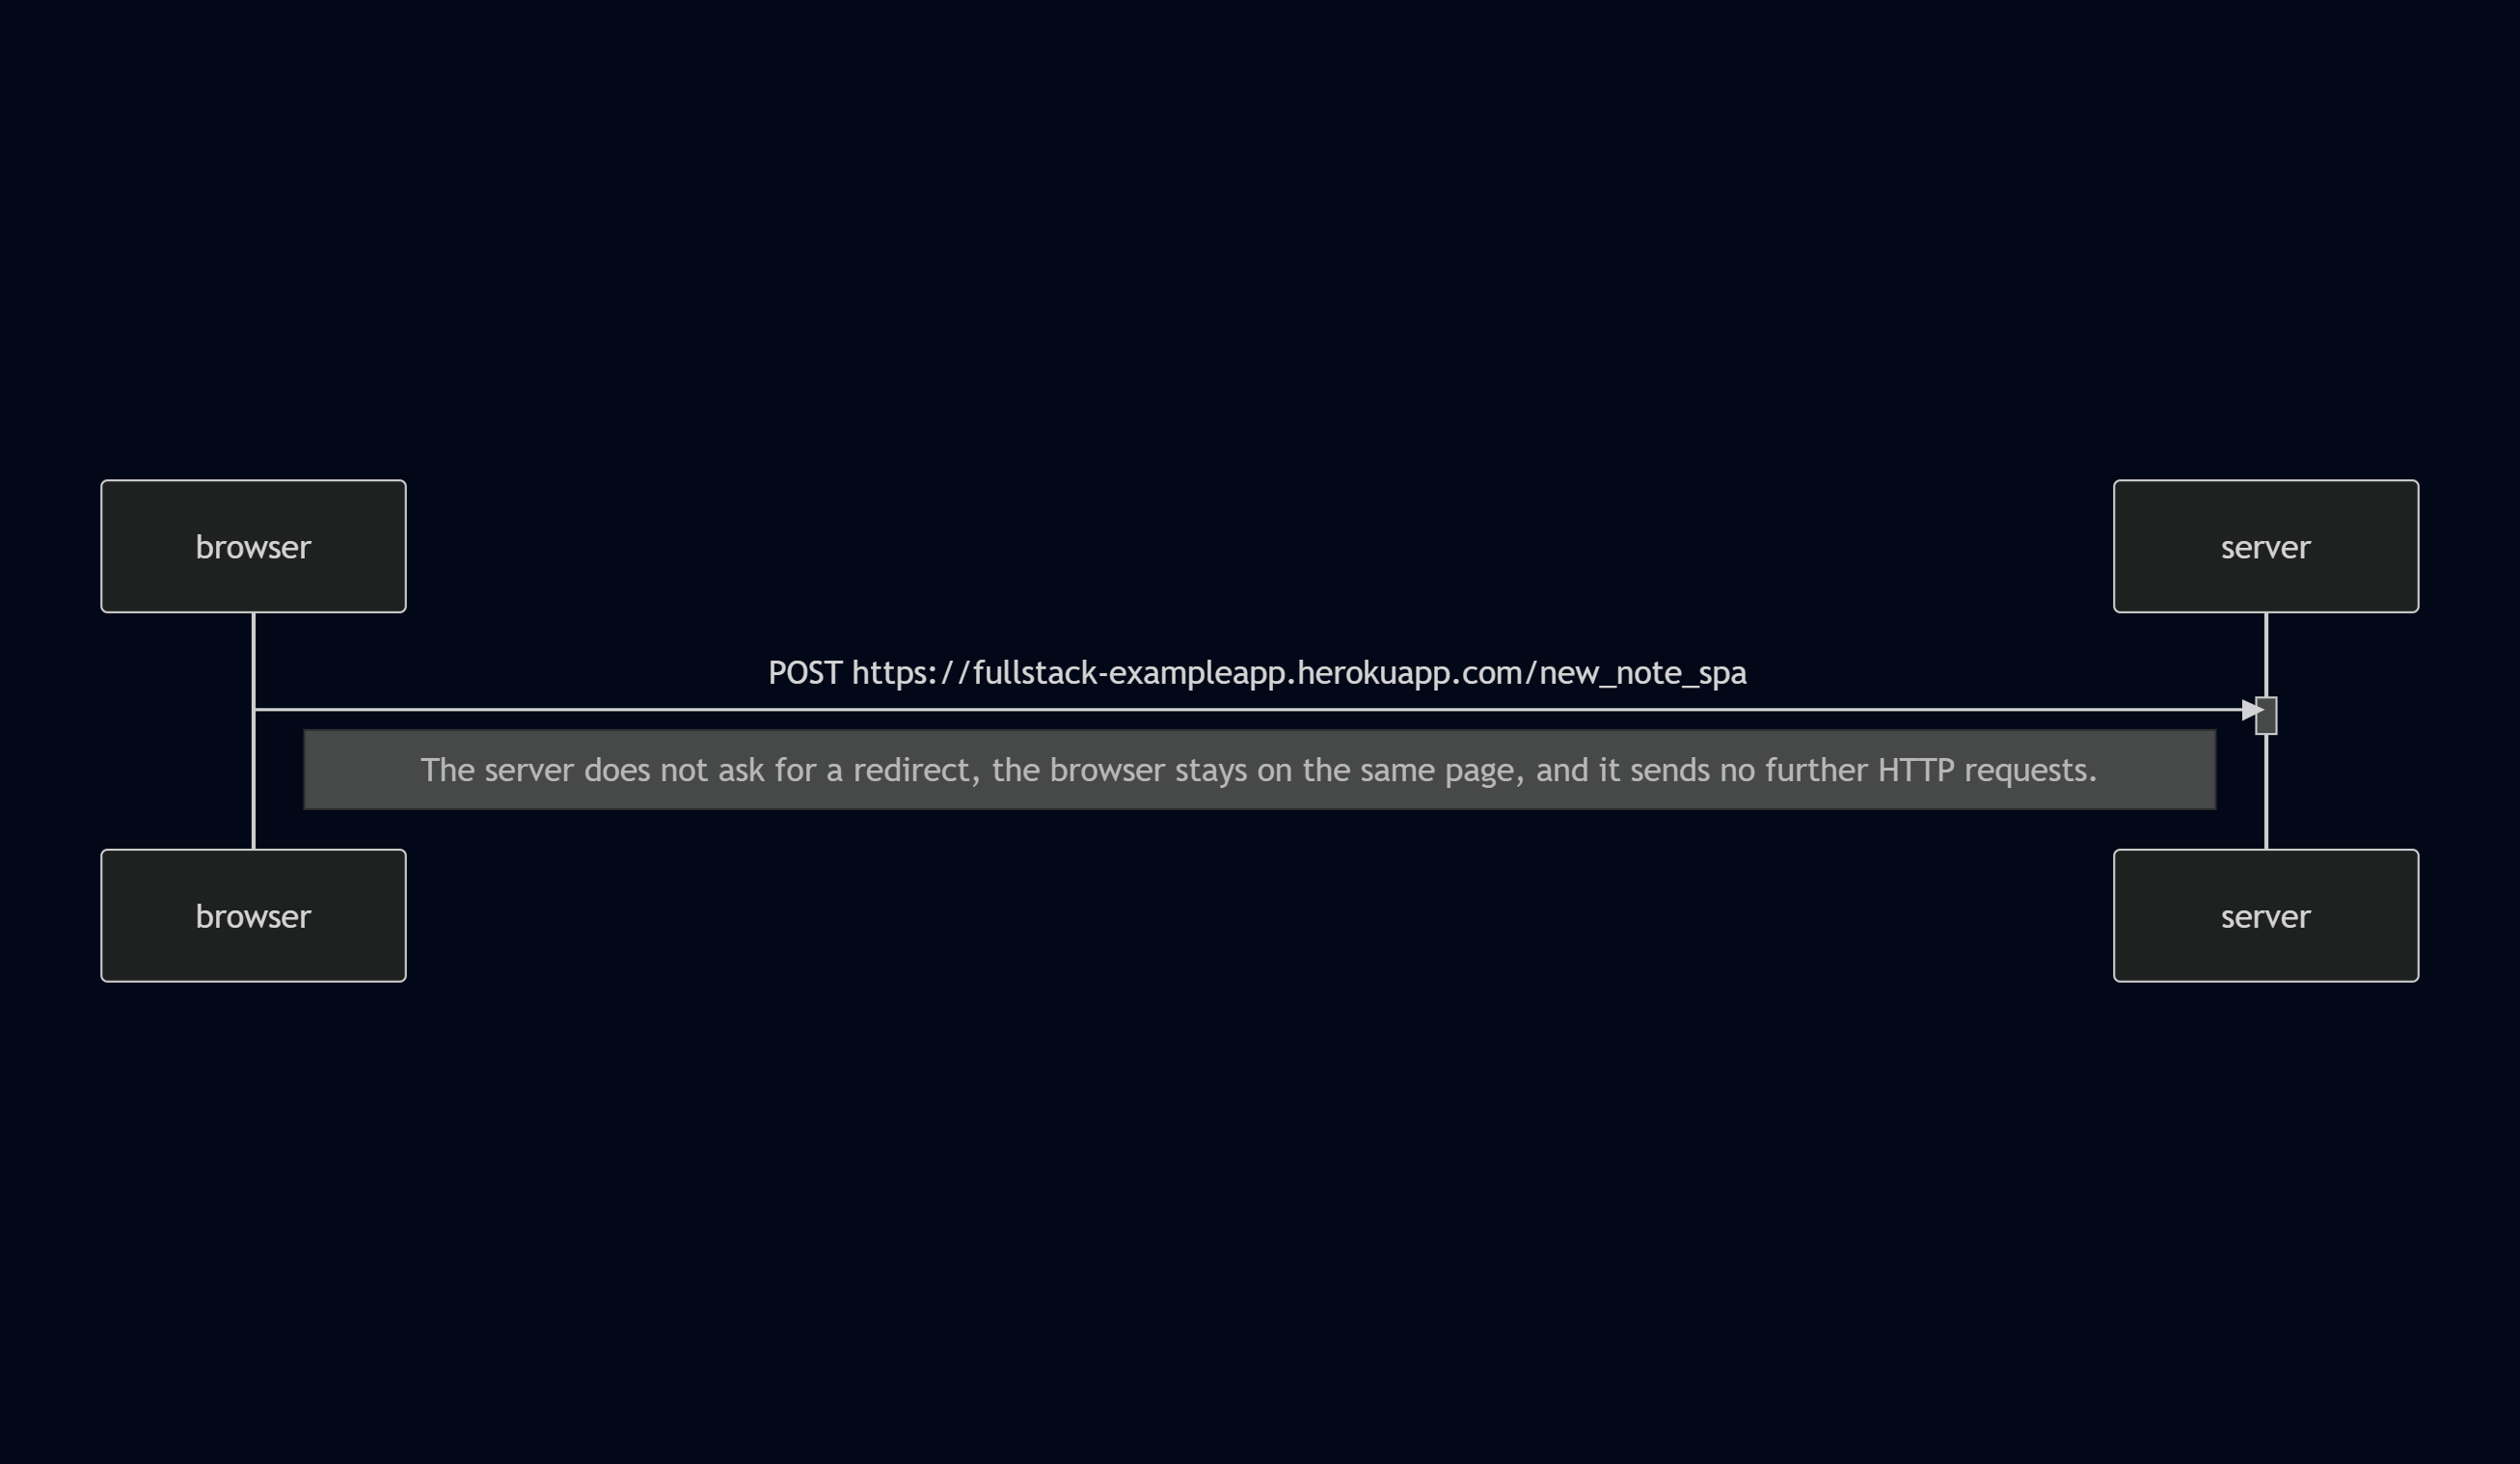 browser
server
POST https://fullstack-exampleapp.herokuapp.com/new_note_spa
The server does not ask for a redirect, the browser stays on the same page, and it sends no further HTTP requests.
browser
server